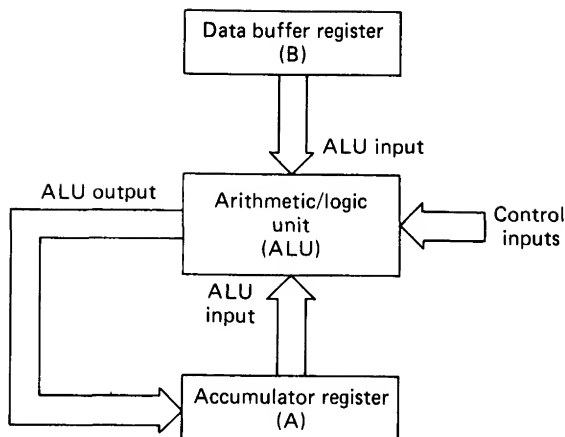 Data buffer register
(B)
ALU input
ALU output
Arithmetic/logic
unit
(ALU)
Control
inputs
ALU
input
Accumulator register
(A)